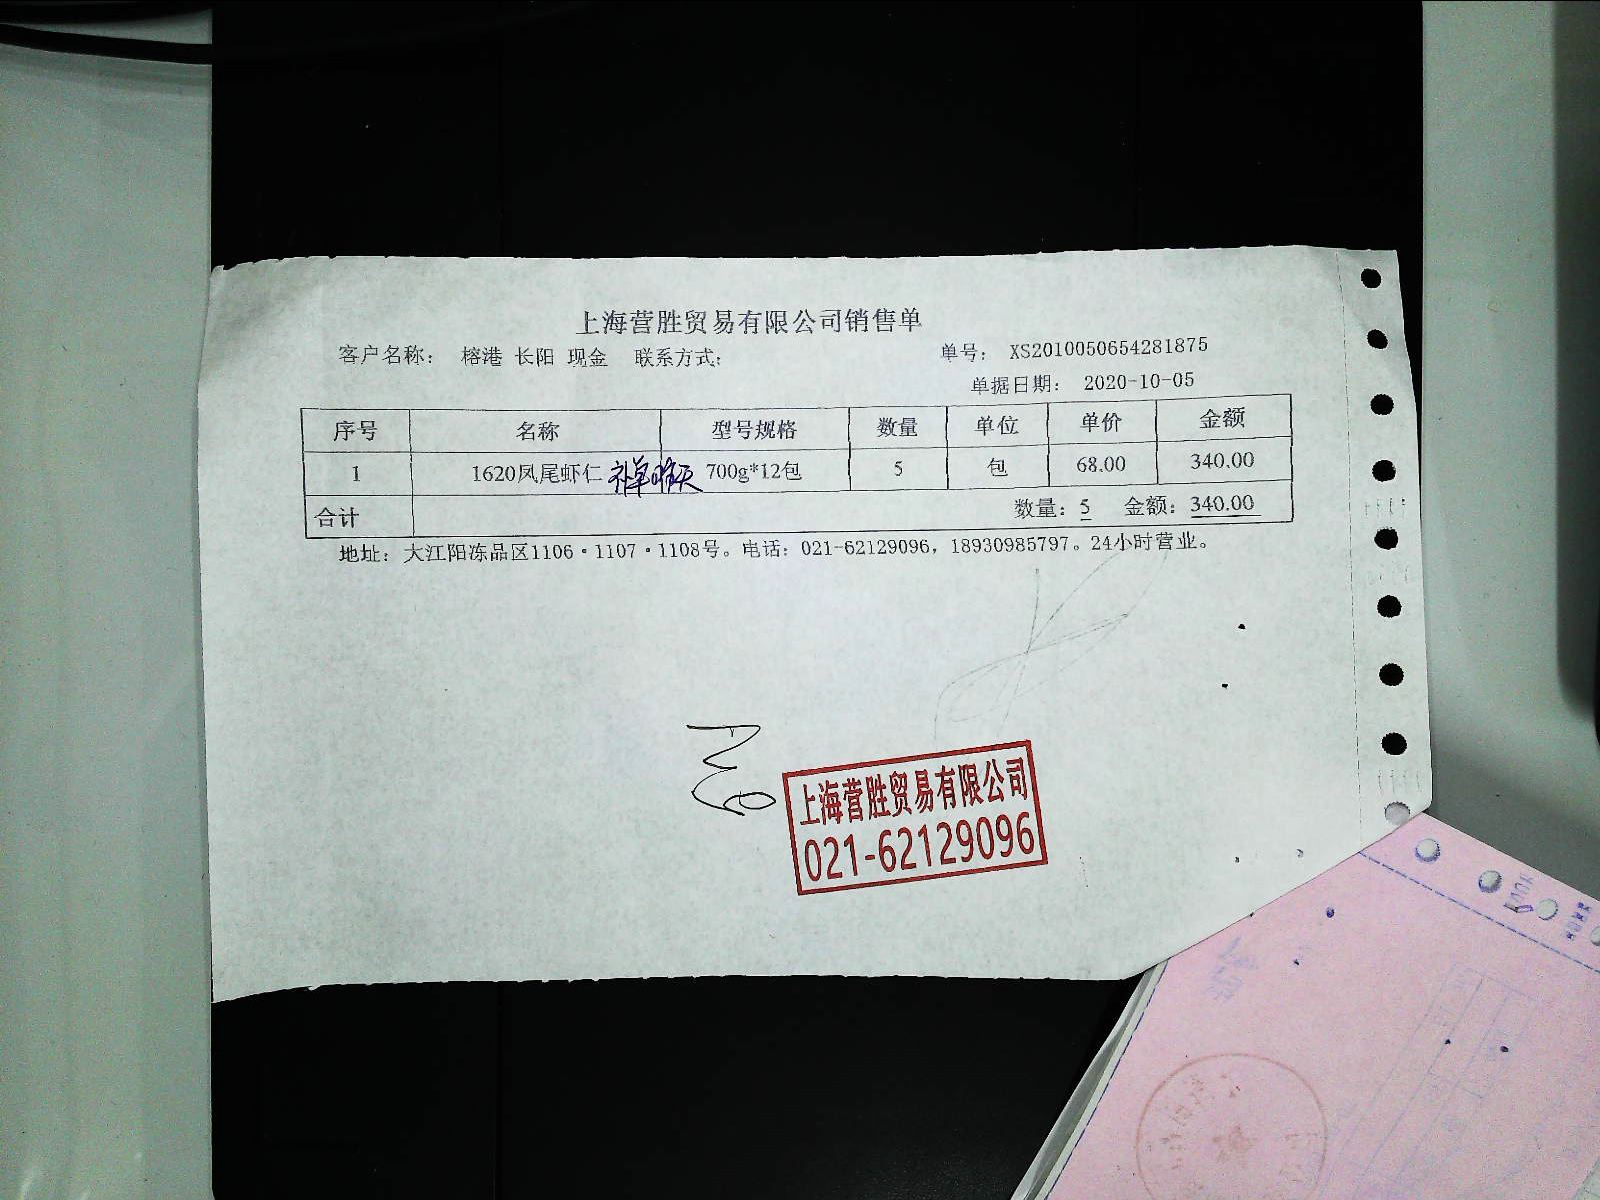 上海营胜贸易有限公司销售单
客户名称： 榕港 长阳 现金 联系方式： 单号： XS2010050654281875
单据日期： 2020-10-05
序号 名称 型号规格 数量 单位 单价 金额
1 1620凤尾虾仁 补单昨天 700g*12包 5 包 68.00 340.00
合计 数量：5 金额：340.00
地址：大江阳冻品区1106·1107·1108号。电话：021-62129096，18930985797。24小时营业。
上海营胜贸易有限公司
021-62129096